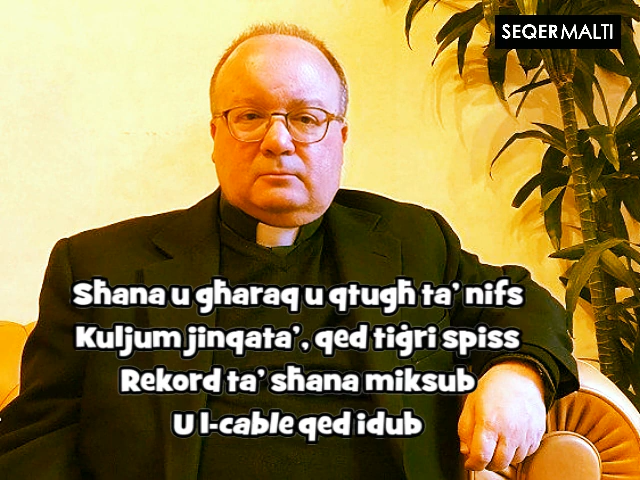 SEQER MALTI
Sħana u għaraq u qtugħ ta' nifs
Kuljum jinqata', qed tiġri spiss
Rekord ta' sħana miksub
U l-cable qed idub